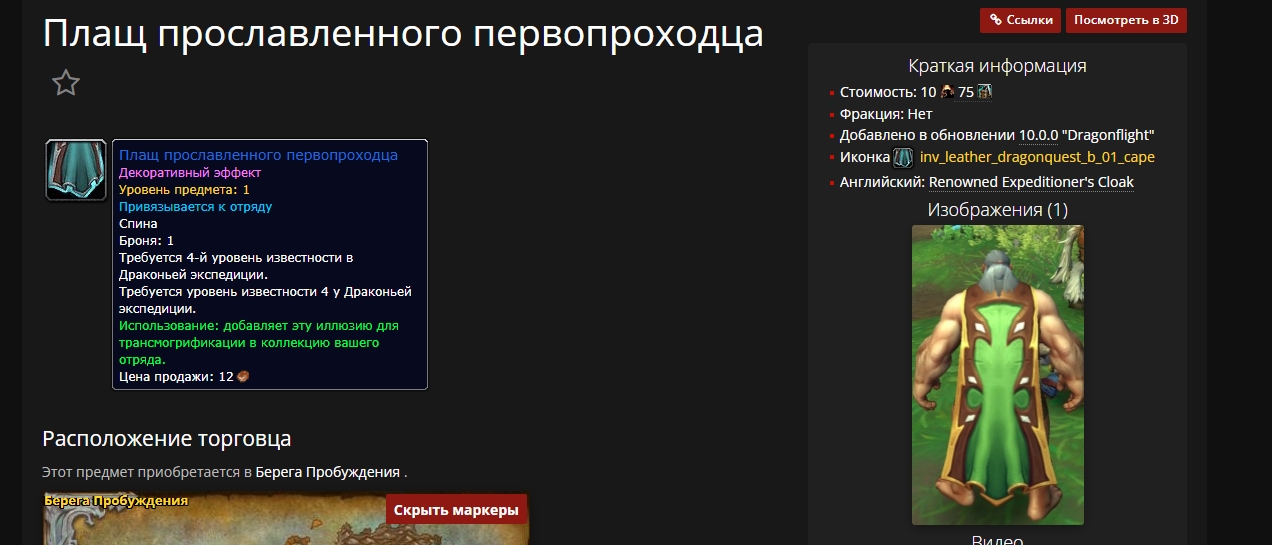 Плащ прославленного первопроходца
Ссылки
Посмотреть в 3D
Плащ прославленного первопроходца
Декоративный эффект
Уровень предмета: 1
Привязывается к отряду
Спина
Броня: 1
Требуется 4-й уровень известности в
Драконьей экспедиции.
Требуется уровень известности 4 у Драконьей
экспедиции.
Использование: добавляет эту иллюзию для
трансмогрификации в коллекцию вашего
отряда.
Цена продажи: 12
Расположение торговца
Этот предмет приобретается в Берега Пробуждения .
Берега Пробуждения
Скрыть маркеры
Краткая информация
Стоимость: 10 75
Фракция: Нет
Добавлено в обновлении 10.0.0 "Dragonflight"
Иконка inv_leather_dragonquest_b_01_cape
Английский: Renowned Expeditioner's Cloak
Изображения (1)
Видео